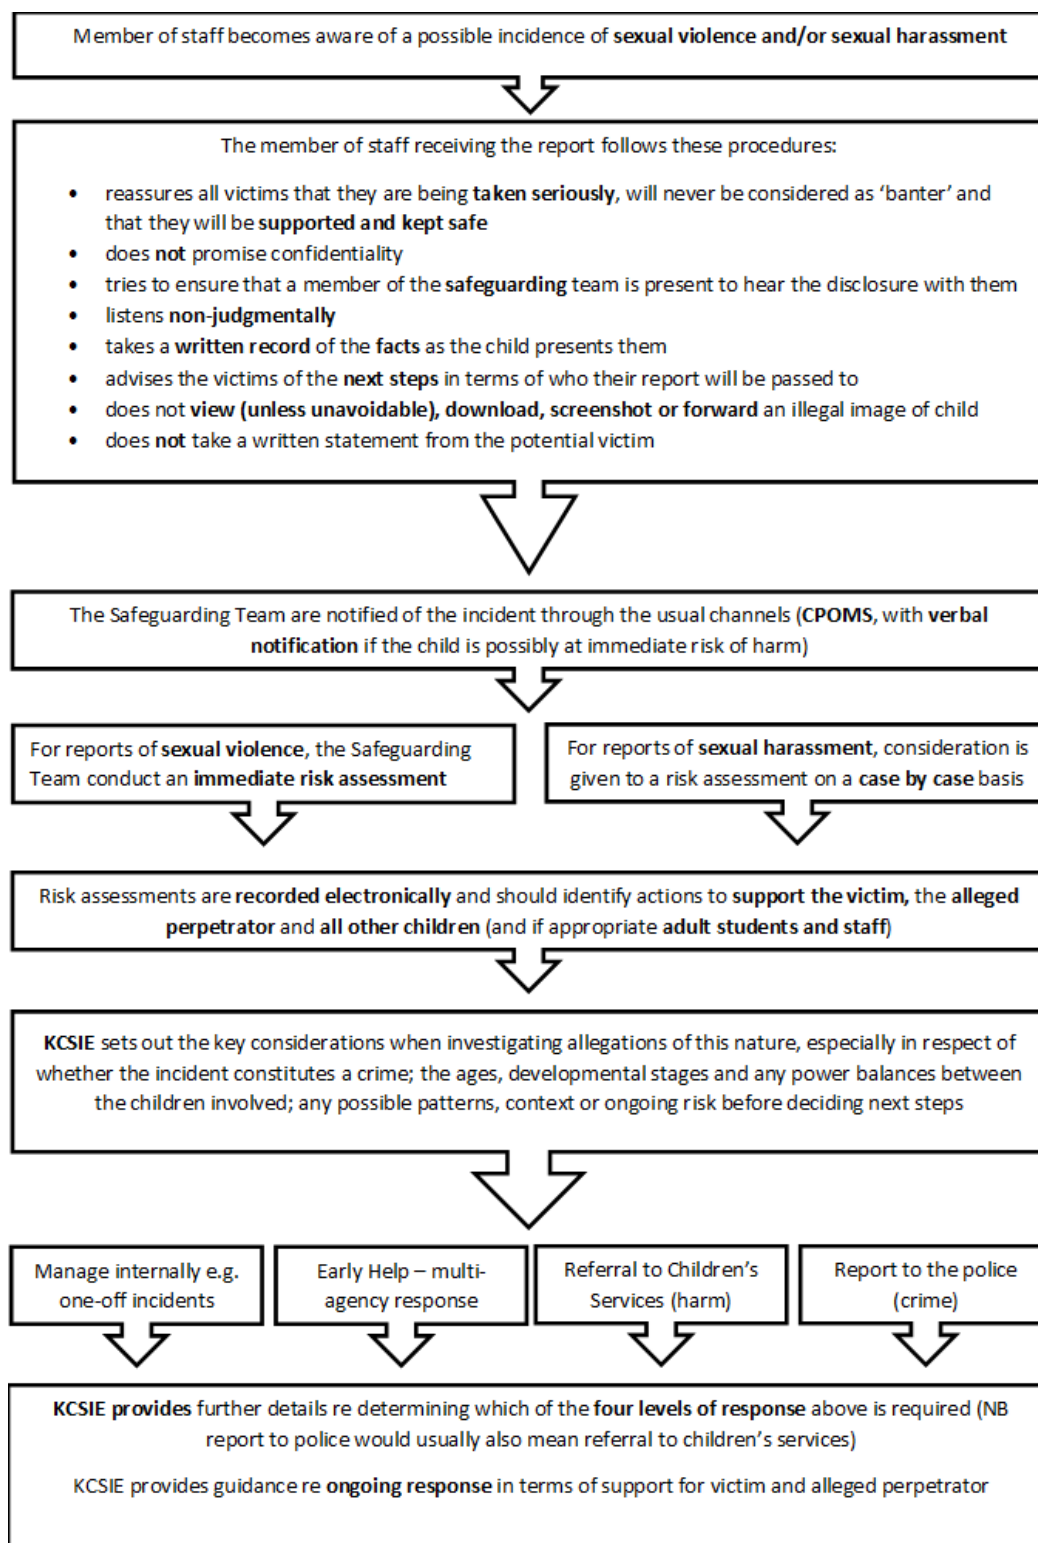 Member of staff becomes aware of a possible incidence of sexual violence and/or sexual harassment
The member of staff receiving the report follows these procedures:
• reassures all victims that they are being taken seriously, will never be considered as ‘banter’ and
that they will be supported and kept safe
• does not promise confidentiality
• tries to ensure that a member of the safeguarding team is present to hear the disclosure with them
• listens non-judgmentally
• takes a written record of the facts as the child presents them
• advises the victims of the next steps in terms of who their report will be passed to
• does not view (unless unavoidable), download, screenshot or forward an illegal image of child
• does not take a written statement from the potential victim
The Safeguarding Team are notified of the incident through the usual channels (CPOMS, with verbal
notification if the child is possibly at immediate risk of harm)
For reports of sexual violence, the Safeguarding
Team conduct an immediate risk assessment
For reports of sexual harassment, consideration is
given to a risk assessment on a case by case basis
Risk assessments are recorded electronically and should identify actions to support the victim, the alleged
perpetrator and all other children (and if appropriate adult students and staff)
KCSIE sets out the key considerations when investigating allegations of this nature, especially in respect of
whether the incident constitutes a crime; the ages, developmental stages and any power balances between
the children involved; any possible patterns, context or ongoing risk before deciding next steps
Manage internally e.g.
one-off incidents
Early Help – multi-
agency response
Referral to Children’s
Services (harm)
Report to the police
(crime)
KCSIE provides further details re determining which of the four levels of response above is required (NB
report to police would usually also mean referral to children’s services)
KCSIE provides guidance re ongoing response in terms of support for victim and alleged perpetrator